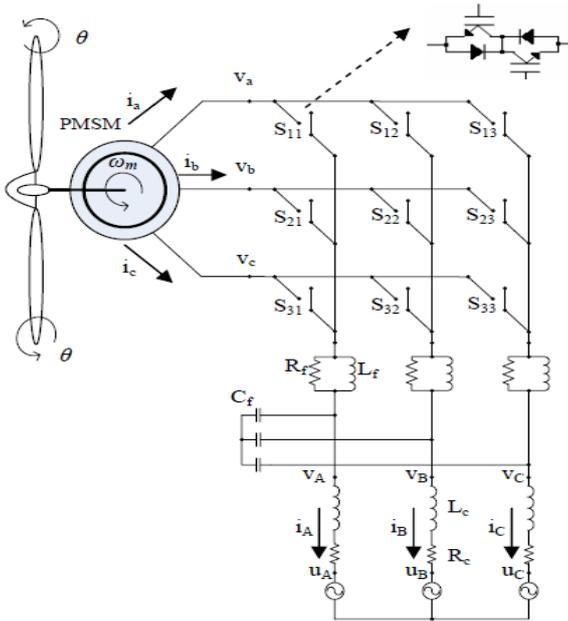 θ
v_a
i_a
PMSM
S_11 S_12 S_13
ω_m
i_b
v_b
S_21 S_22 S_23
i_c
v_c
S_31 S_32 S_33
θ
R_f L_f
C_f
v_A v_B v_C
i_A i_B L_c i_C
R_c
u_A u_B u_C